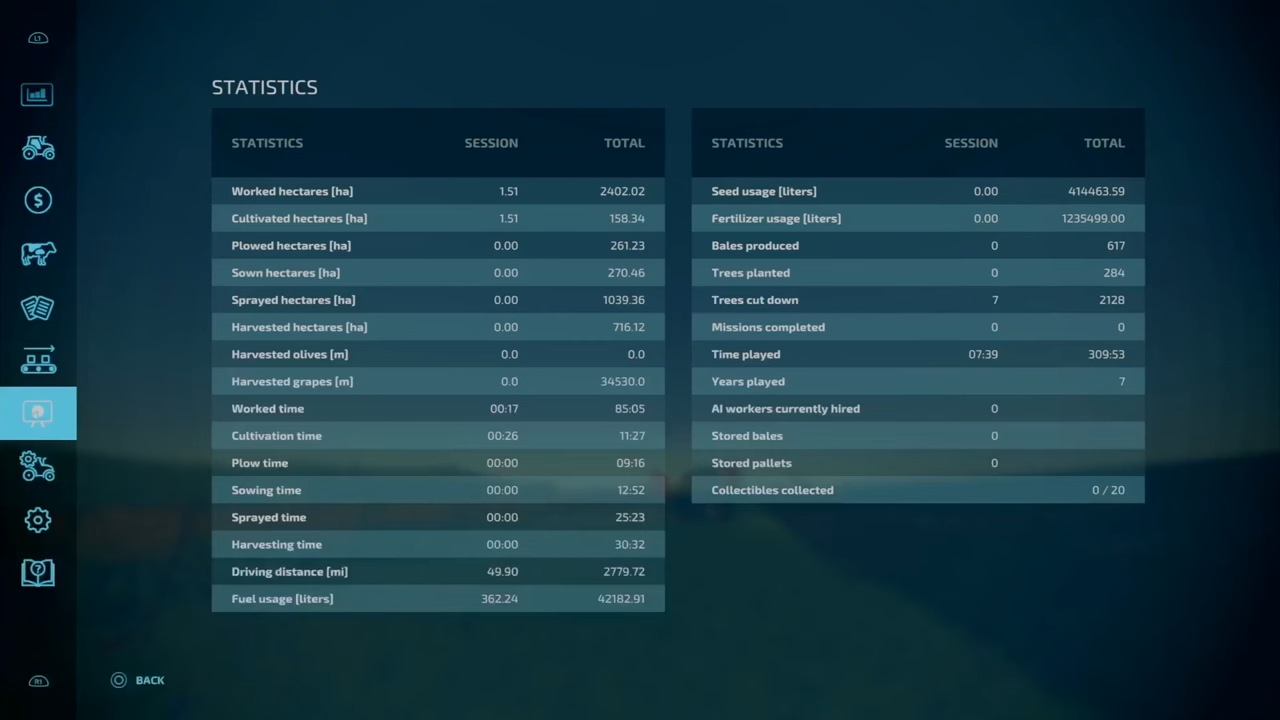 L1
STATISTICS
STATISTICS SESSION TOTAL
Worked hectares [ha] 1.51 2402.02
Cultivated hectares [ha] 1.51 158.34
Plowed hectares [ha] 0.00 261.23
Sown hectares [ha] 0.00 270.46
Sprayed hectares [ha] 0.00 1039.36
Harvested hectares [ha] 0.00 716.12
Harvested olives [m] 0.0 0.0
Harvested grapes [m] 0.0 34530.0
Worked time 00:17 85:05
Cultivation time 00:26 11:27
Plow time 00:00 09:16
Sowing time 00:00 12:52
Sprayed time 00:00 25:23
Harvesting time 00:00 30:32
Driving distance [mi] 49.90 2779.72
Fuel usage [liters] 362.24 42182.91
STATISTICS SESSION TOTAL
Seed usage [liters] 0.00 414463.59
Fertilizer usage [liters] 0.00 1235499.00
Bales produced 0 617
Trees planted 0 284
Trees cut down 7 2128
Missions completed 0 0
Time played 07:39 309:53
Years played 7
AI workers currently hired 0
Stored bales 0
Stored pallets 0
Collectibles collected 0 / 20
R1
BACK